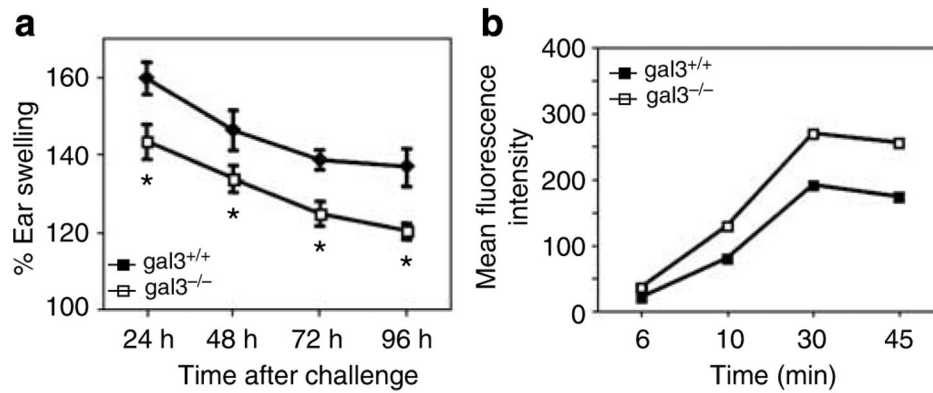 a
% Ear swelling
160
140
120
100
gal3+/+
gal3−/−
*
*
*
*
24 h 48 h 72 h 96 h
Time after challenge
b
Mean fluorescence
intensity
400
300
200
100
0
gal3+/+
gal3−/−
6 10 30 45
Time (min)